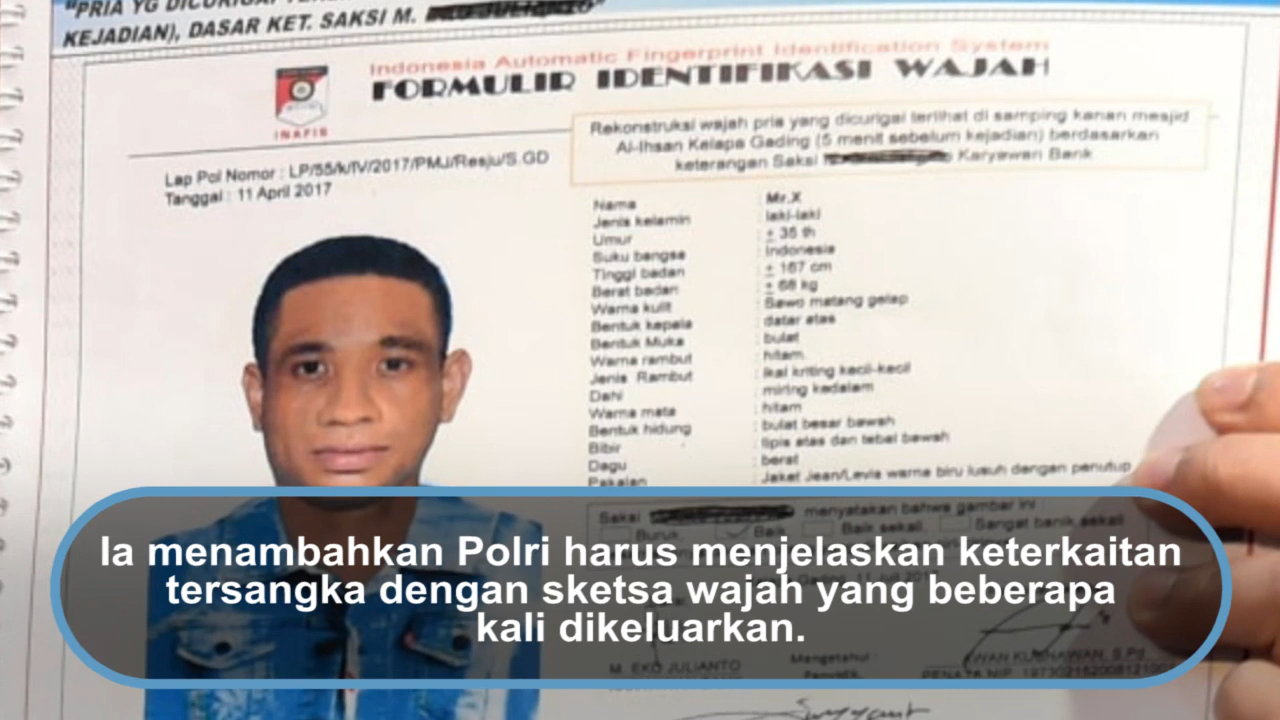 "PRIA YG DICURIGAI
KEJADIAN), DASAR KET. SAKSI M.
Indonesia Automatic Fingerprint Identification System
FORMULIR IDENTIFIKASI WAJAH
INAFIS
Rekonstruksi wajah pria yang dicurigai terlihat di samping kanan mesjid
Al-Ihsan Kelapa Gading (5 menit sebelum kejadian) berdasarkan
keterangan Saksi Karyawan Bank
Lap Pol Nomor : LP/55/k/IV/2017/PMJ/Resju/S.GD
Tanggal : 11 April 2017
Nama : Mr.X
Jenis kelamin : laki-laki
Umur : ± 35 th
Suku bangsa : Indonesia
Tinggi badan : ± 167 cm
Berat badan : ± 68 kg
Warna kulit : Sawo matang gelap
Bentuk kepala : datar atas
Bentuk Muka : bulat
Warna rambut : hitam
Jenis Rambut : ikal kriting kecil-kecil
Dahi : miring kedalam
Warna mata : hitam
Bentuk hidung : bulat besar bawah
Bibir : tipis atas dan tebal bawah
Dagu : berat
Pakaian : Jaket Jean/Levis warna biru lusuh dengan penutup
Saksi menyatakan bahwa gambar ini
Buruk Baik Baik sekali Sangat banik sekali
Ia menambahkan Polri harus menjelaskan keterkaitan
tersangka dengan sketsa wajah yang beberapa
kali dikeluarkan.
M. EKO JULIANTO
Mengetahui :